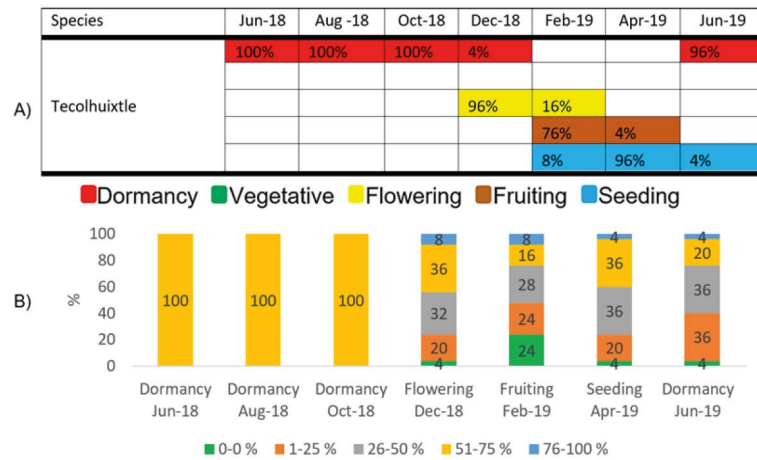 Species Jun-18 Aug -18 Oct-18 Dec-18 Feb-19 Apr-19 Jun-19
100% 100% 100% 4% 96%
A) Tecolhuixtle
96% 16%
76% 4%
8% 96% 4%
Dormancy Vegetative Flowering Fruiting Seeding
B)
%
100
80
60
40
20
0
100 100 100
8 36 32 20 4
8 16 28 24 24
4 36 36 20 4
4 20 36 36 4
Dormancy Jun-18
Dormancy Aug-18
Dormancy Oct-18
Flowering Dec-18
Fruiting Feb-19
Seeding Apr-19
Dormancy Jun-19
0-0 % 1-25 % 26-50 % 51-75 % 76-100 %